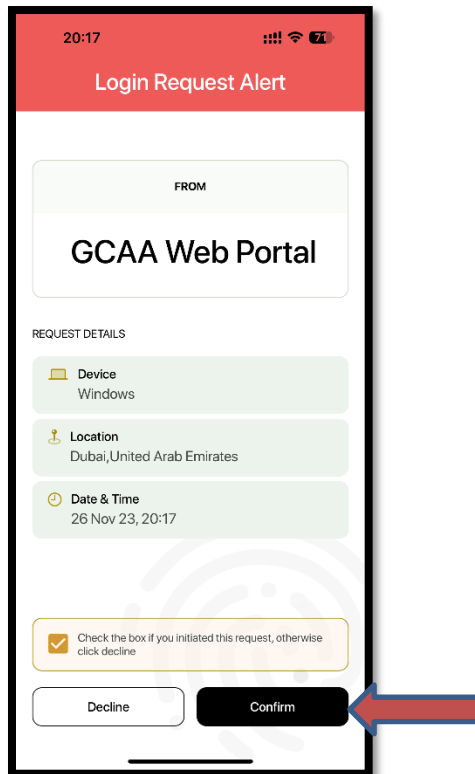 20:17
71
Login Request Alert
FROM
GCAA Web Portal
REQUEST DETAILS
Device
Windows
Location
Dubai,United Arab Emirates
Date & Time
26 Nov 23, 20:17
Check the box if you initiated this request, otherwise
click decline
Decline
Confirm